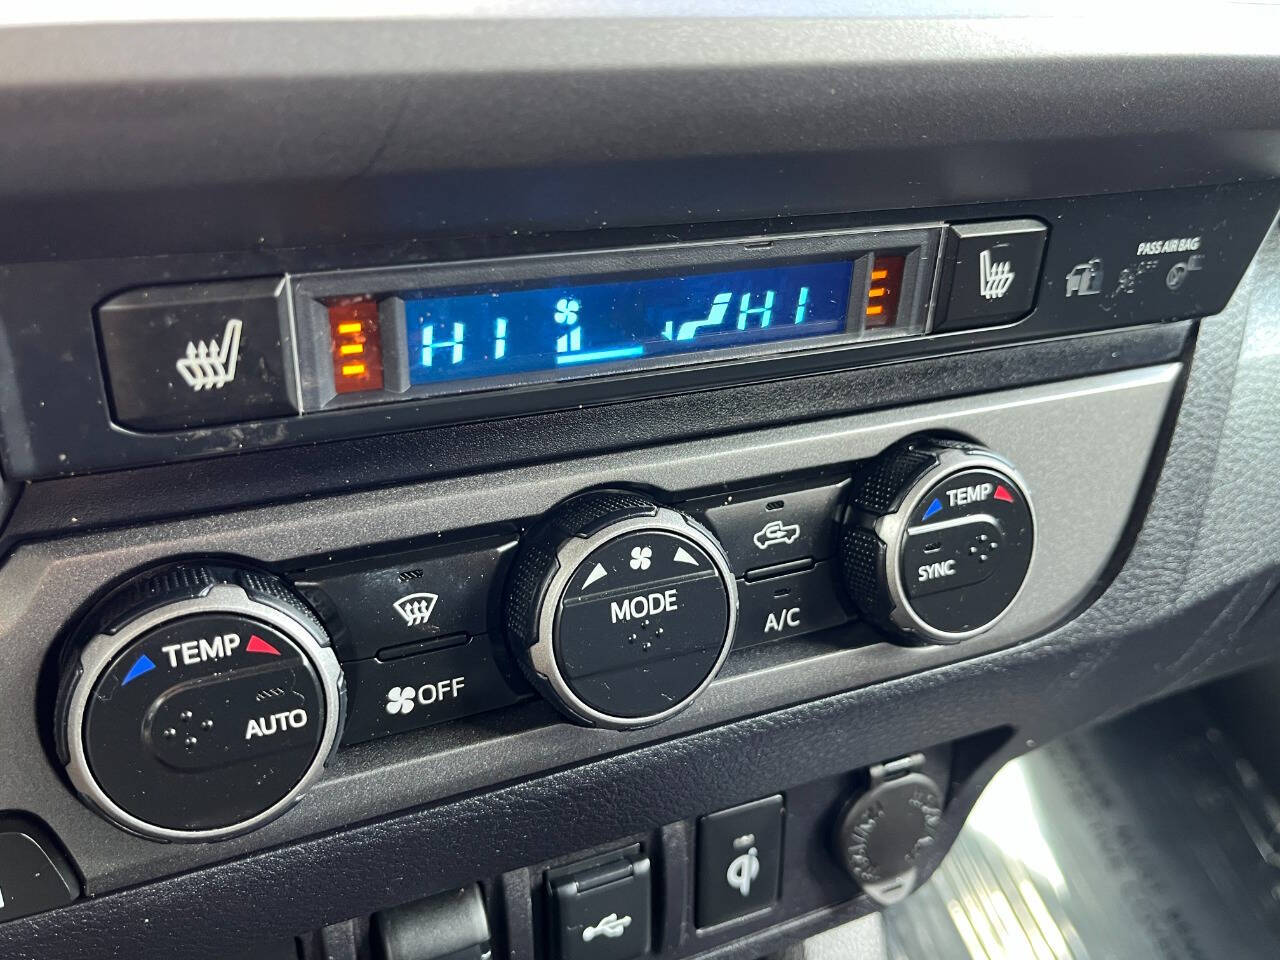 PASS AIR BAG
OFF
HI
HI
TEMP
AUTO
OFF
MODE
A/C
TEMP
SYNC